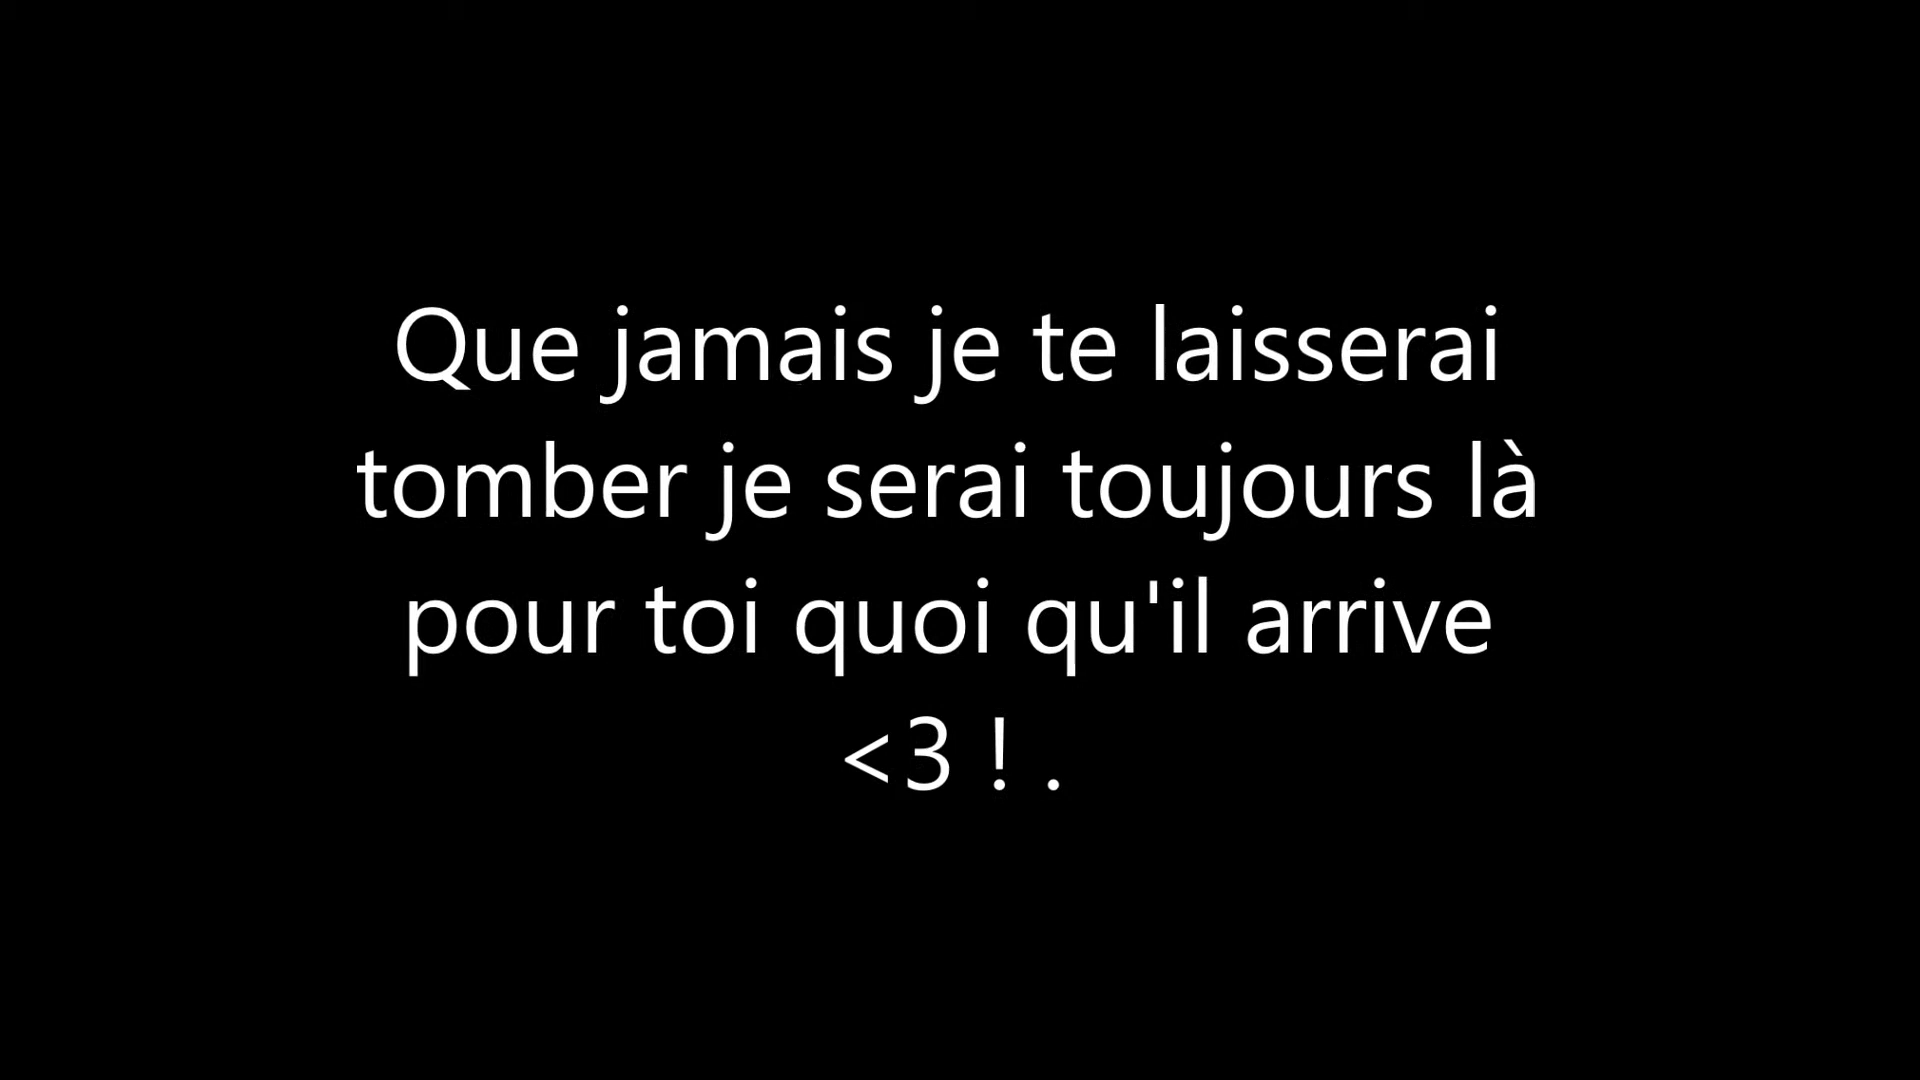 Que jamais je te laisserai
tomber je serai toujours là
pour toi quoi qu'il arrive
<3 ! .